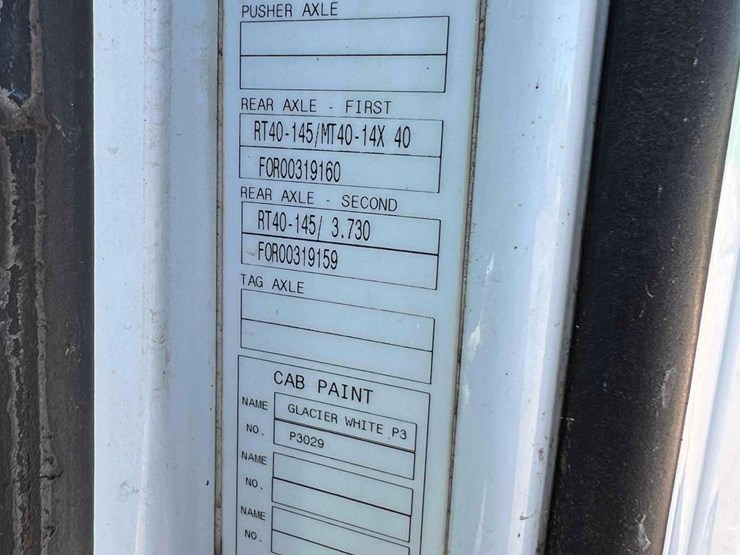 PUSHER AXLE
REAR AXLE - FIRST
RT40-145/MT40-14X 40
FOR00319160
REAR AXLE - SECOND
RT40-145/ 3.730
FOR00319159
TAG AXLE
CAB PAINT
NAME GLACIER WHITE P3
NO. P3029
NAME
NO.
NAME
NO.